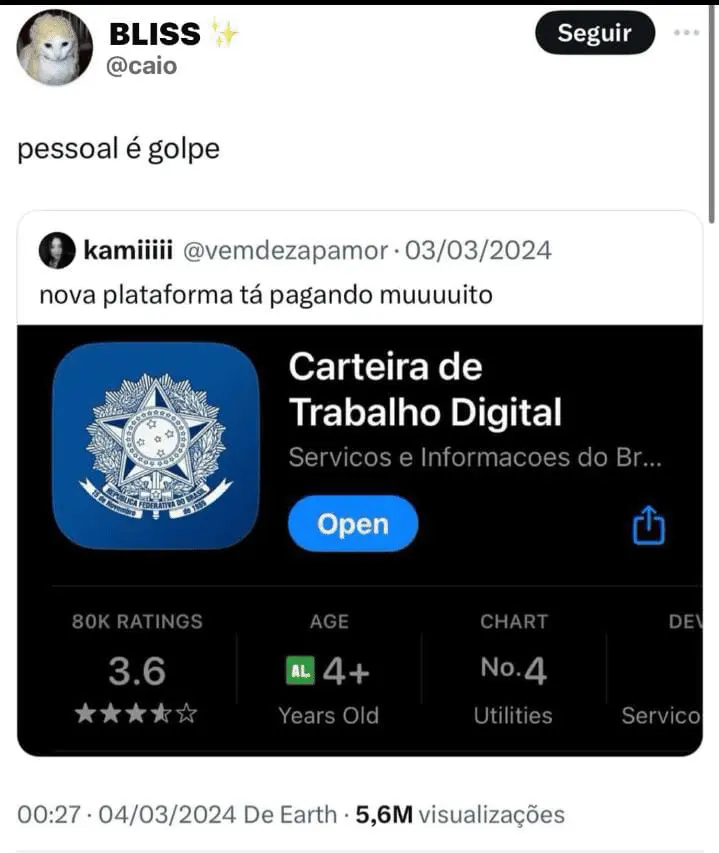 BLISS ✨
@caio
Seguir
pessoal é golpe
kamiiiii @vemdezapamor · 03/03/2024
nova plataforma tá pagando muuuuito
Carteira de
Trabalho Digital
Servicos e Informacoes do Br...
Open
REPUBLICA FEDERATIVA DO BRASIL
15 de Novembro
de 1889
80K RATINGS
AGE
CHART
DEV
3.6
AL 4+
No.4
Years Old
Utilities
Servico
00:27 · 04/03/2024 De Earth · 5,6M visualizações